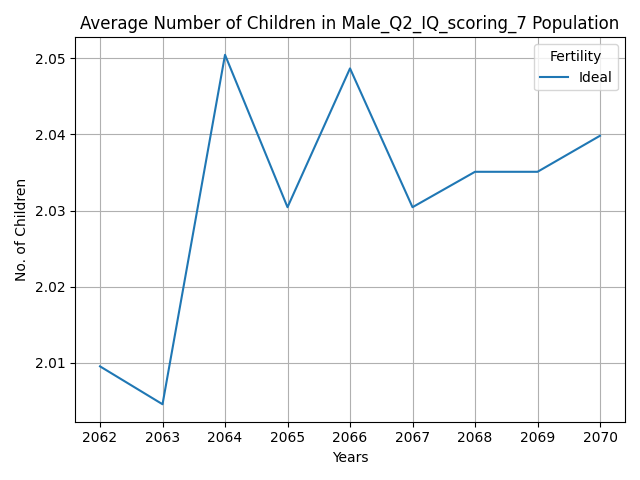 Average Number of Children in Male_Q2_IQ_scoring_7 Population
Fertility
Ideal
No. of Children
2.05
2.04
2.03
2.02
2.01
2062 2063 2064 2065 2066 2067 2068 2069 2070
Years